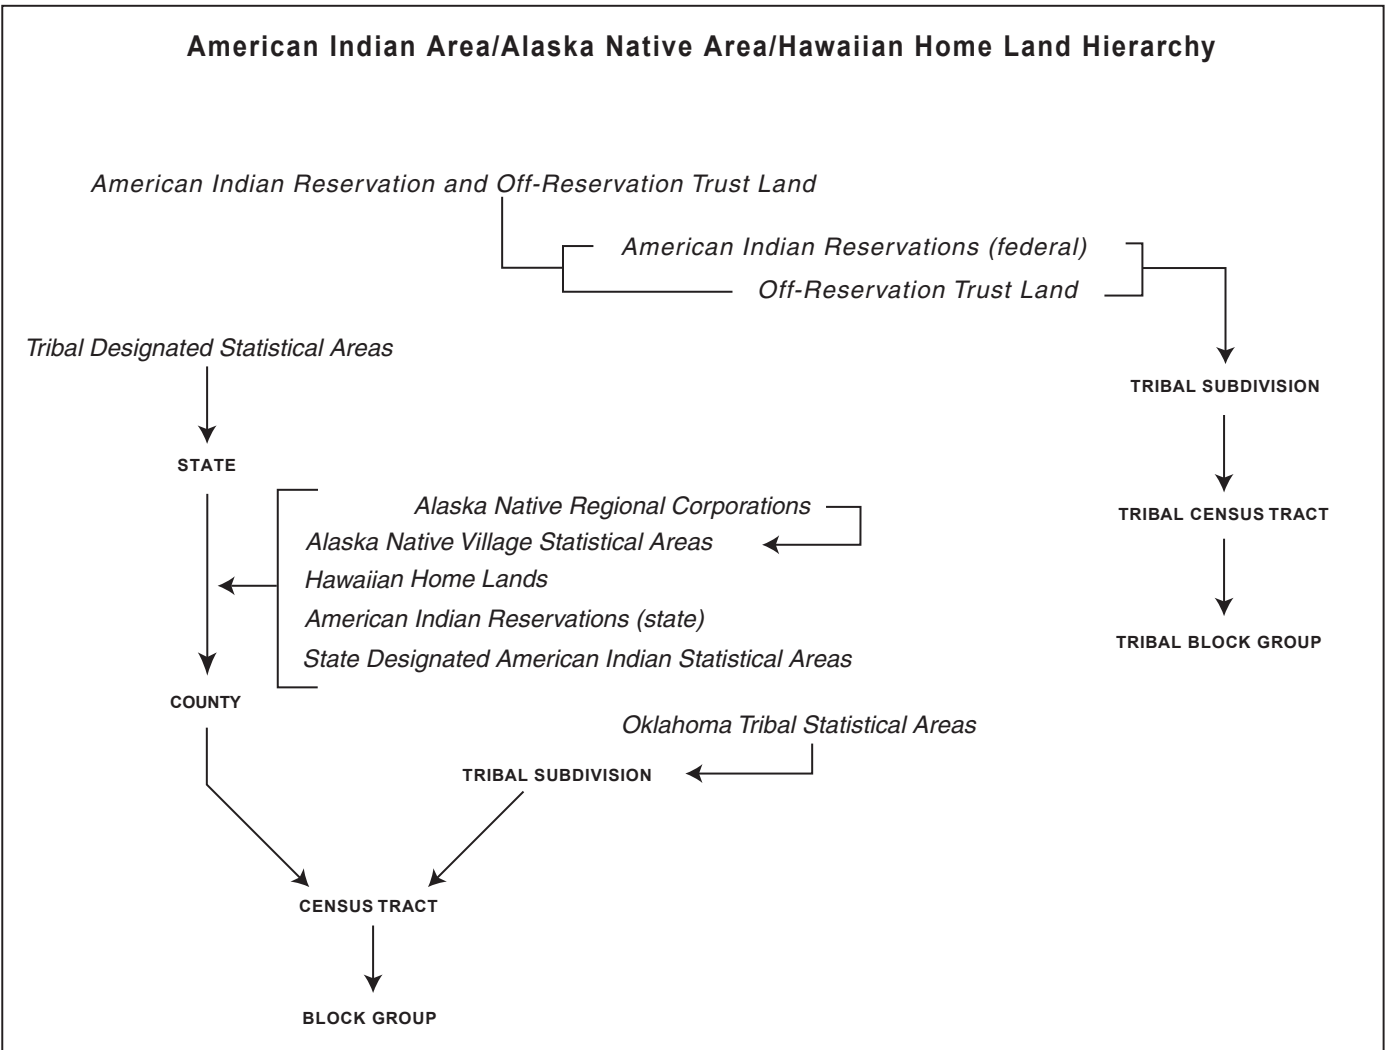 American Indian Area/Alaska Native Area/Hawaiian Home Land Hierarchy
American Indian Reservation and Off-Reservation Trust Land
American Indian Reservations (federal)
Off-Reservation Trust Land
Tribal Designated Statistical Areas
TRIBAL SUBDIVISION
STATE
Alaska Native Regional Corporations
TRIBAL CENSUS TRACT
Alaska Native Village Statistical Areas
Hawaiian Home Lands
American Indian Reservations (state)
TRIBAL BLOCK GROUP
State Designated American Indian Statistical Areas
COUNTY
Oklahoma Tribal Statistical Areas
TRIBAL SUBDIVISION
CENSUS TRACT
BLOCK GROUP